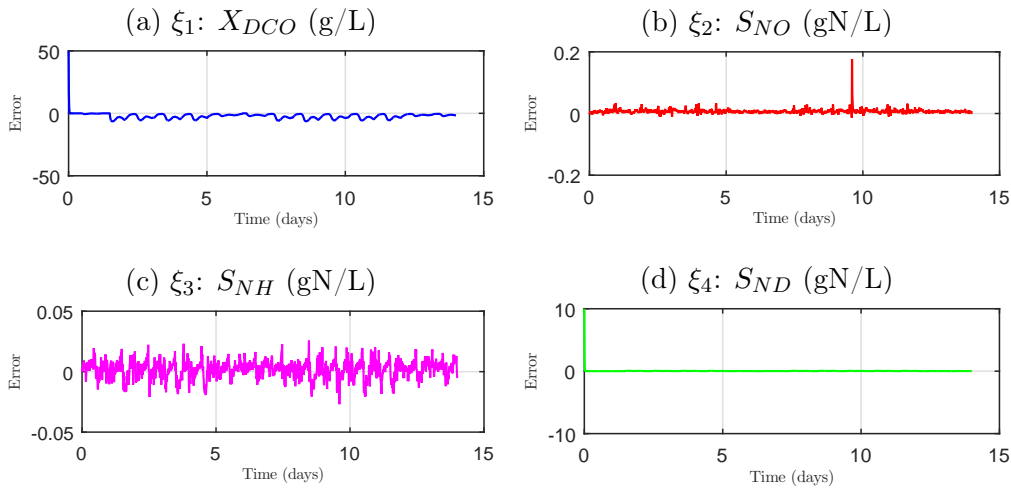 (a) ξ₁: X_DCO (g/L)
50
0
-50
Error
0 5 10 15
Time (days)
(b) ξ₂: S_NO (gN/L)
0.2
0
-0.2
Error
0 5 10 15
Time (days)
(c) ξ₃: S_NH (gN/L)
0.05
0
-0.05
Error
0 5 10 15
Time (days)
(d) ξ₄: S_ND (gN/L)
10
0
-10
Error
0 5 10 15
Time (days)